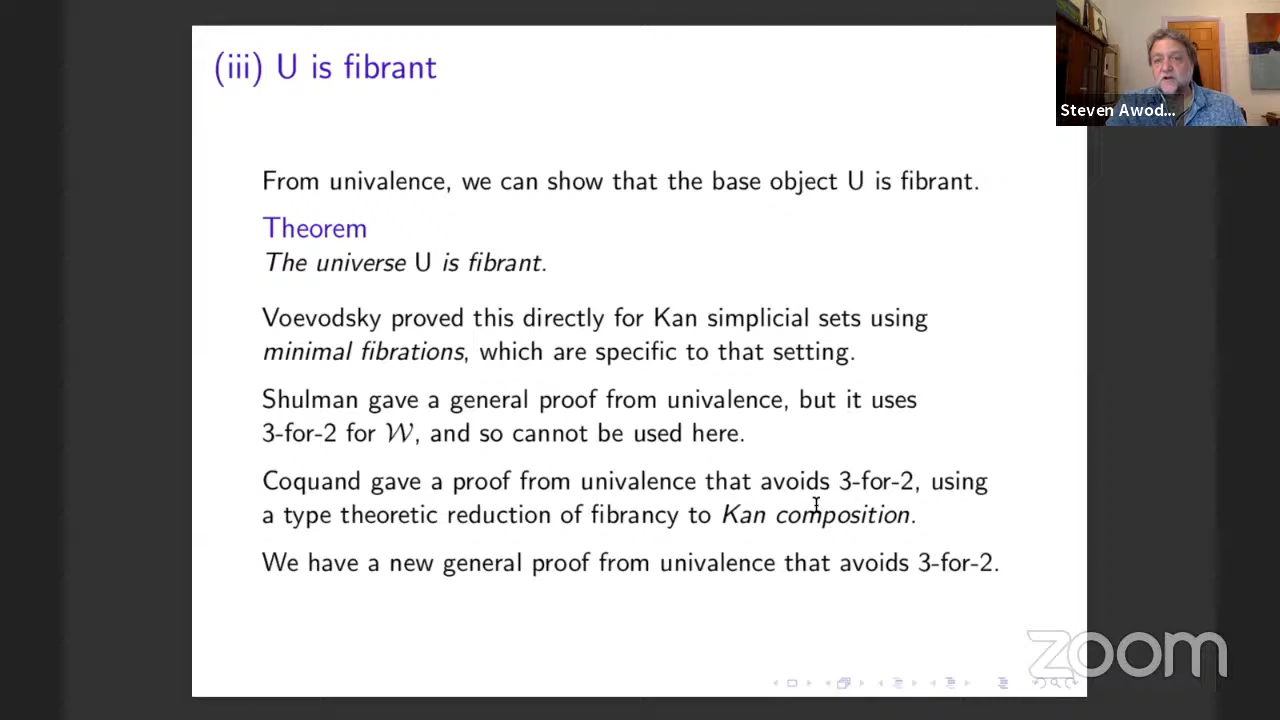 (iii) U is fibrant
Steven Awod...
From univalence, we can show that the base object U is fibrant.
Theorem
The universe U is fibrant.
Voevodsky proved this directly for Kan simplicial sets using
minimal fibrations, which are specific to that setting.
Shulman gave a general proof from univalence, but it uses
3-for-2 for 𝒲, and so cannot be used here.
Coquand gave a proof from univalence that avoids 3-for-2, using
a type theoretic reduction of fibrancy to Kan composition.
We have a new general proof from univalence that avoids 3-for-2.
zoom